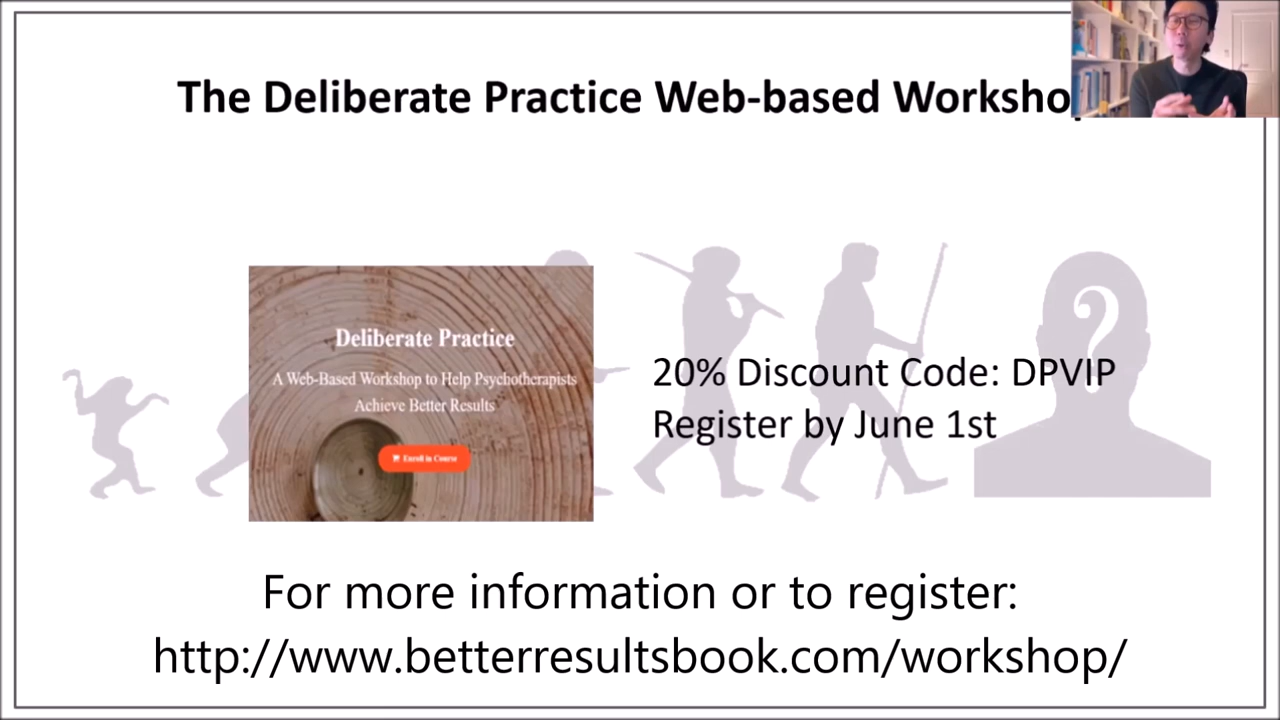 The Deliberate Practice Web-based Workshop
Deliberate Practice
A Web-Based Workshop to Help Psychotherapists
Achieve Better Results
Enroll in Course
20% Discount Code: DPVIP
Register by June 1st
?
For more information or to register:
http://www.betterresultsbook.com/workshop/